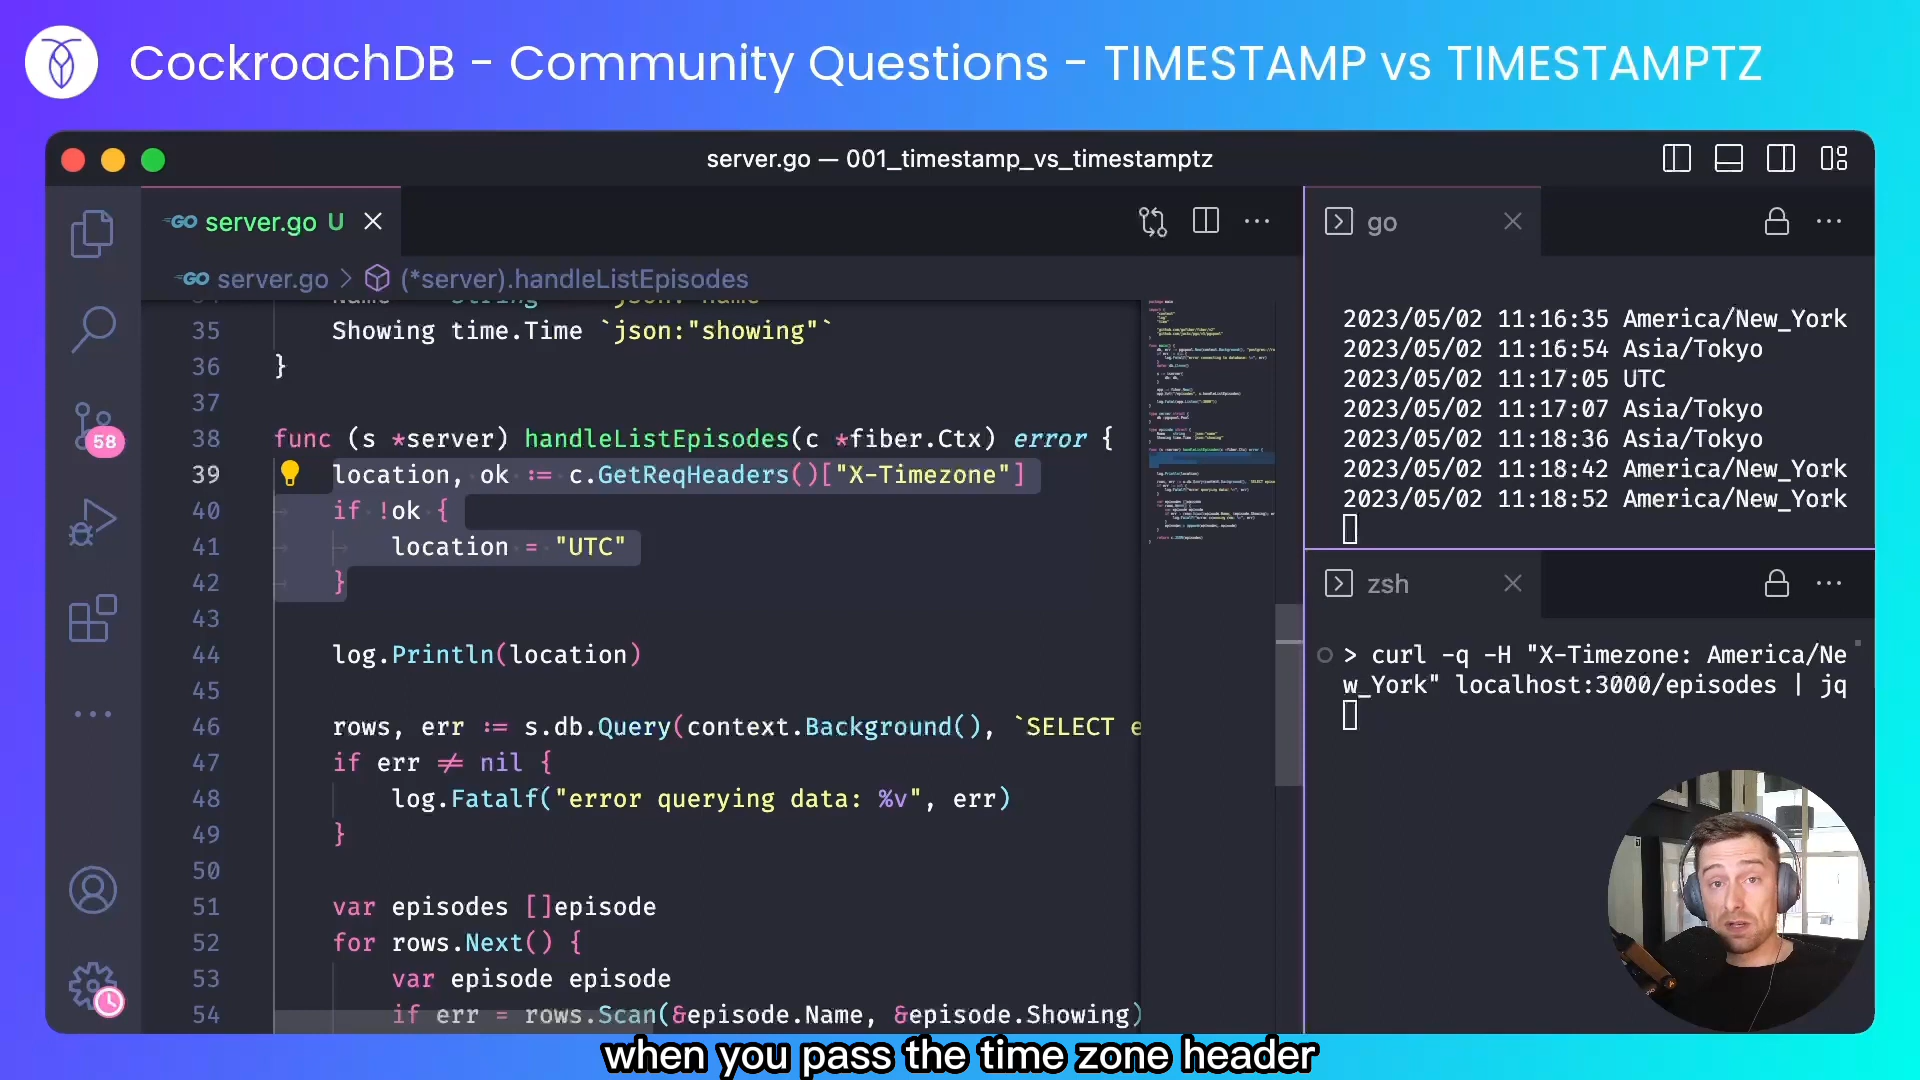 CockroachDB - Community Questions - TIMESTAMP vs TIMESTAMPTZ
server.go — 001_timestamp_vs_timestamptz
GO server.go U
GO server.go > (*server).handleListEpisodes
35 Showing time.Time `json:"showing"`
36 }
37
38 func (s *server) handleListEpisodes(c *fiber.Ctx) error {
39 location, ok := c.GetReqHeaders()["X-Timezone"]
40 if !ok {
41 location = "UTC"
42 }
43
44 log.Println(location)
45
46 rows, err := s.db.Query(context.Background(), `SELECT e
47 if err ≠ nil {
48 log.Fatalf("error querying data: %v", err)
49 }
50
51 var episodes []episode
52 for rows.Next() {
53 var episode episode
54 if err = rows.Scan(&episode.Name, &episode.Showing)
58
go
2023/05/02 11:16:35 America/New_York
2023/05/02 11:16:54 Asia/Tokyo
2023/05/02 11:17:05 UTC
2023/05/02 11:17:07 Asia/Tokyo
2023/05/02 11:18:36 Asia/Tokyo
2023/05/02 11:18:42 America/New_York
2023/05/02 11:18:52 America/New_York
zsh
> curl -q -H "X-Timezone: America/Ne
w_York" localhost:3000/episodes | jq
when you pass the time zone header